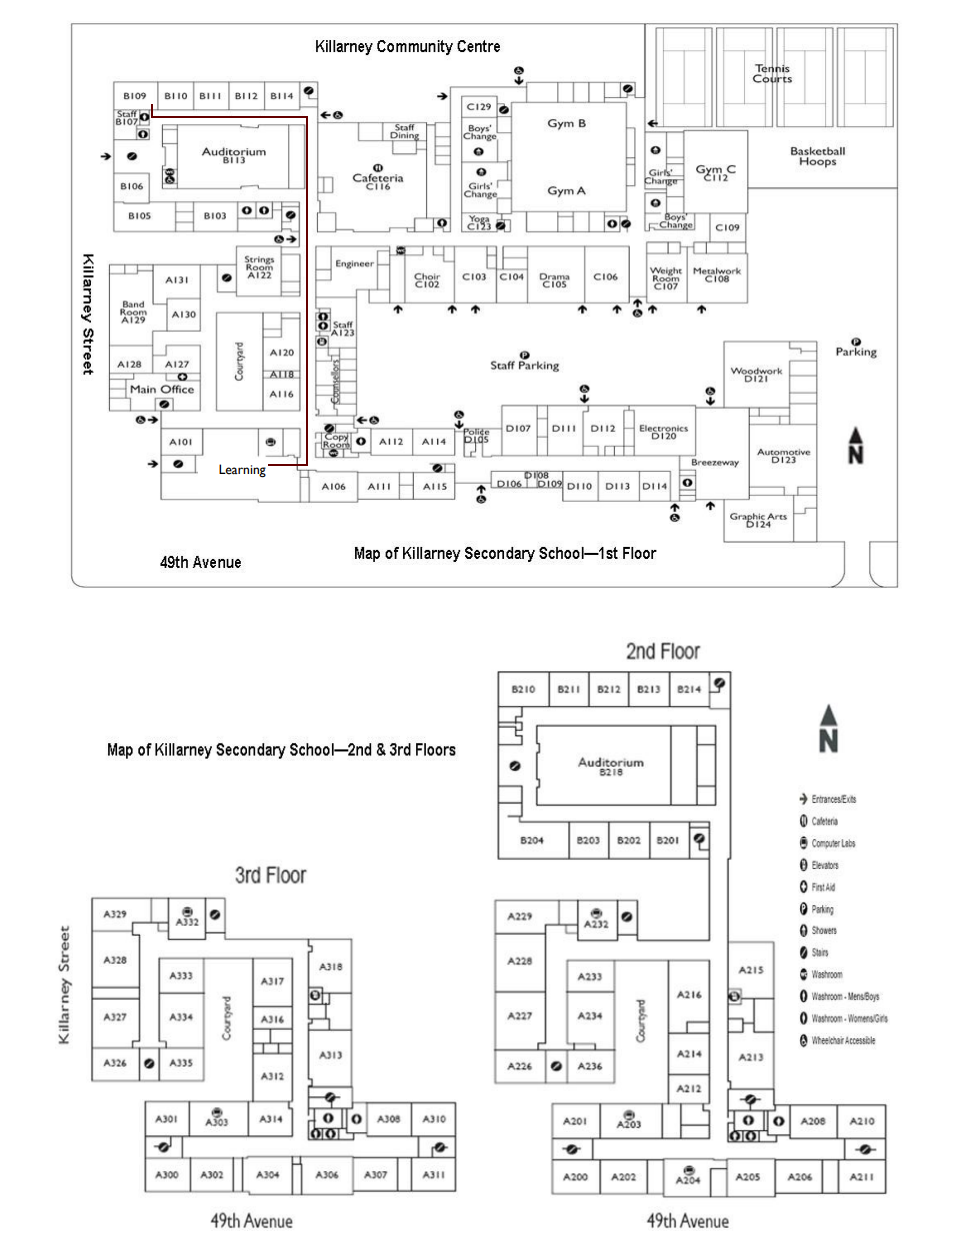 Killarney Community Centre
Tennis
Courts
B109
B110
B111
B112
B114
C129
Gym B
Staff
B107
Staff
Dining
Boys'
Change
Auditorium
B113
Basketball
Hoops
Cafeteria
C116
Girls'
Change
Gym C
C112
B106
Girls'
Change
Gym A
B105
B103
Yoga
C123
Boys'
Change
C109
Killarney Street
Strings
Room
A122
Engineer
A131
Choir
C102
C103
C104
Drama
C105
C106
Weight
Room
C107
Metalwork
C108
Band
Room
A129
A130
Staff
A123
Courtyard
A120
Parking
Staff Parking
A128
A127
A118
Counsellors
Woodwork
D121
Main Office
A116
A101
Copy
Room
A112
A114
Police
D105
D107
D111
D112
Electronics
D120
Automotive
D123
Breezeway
Learning
A106
A111
A115
D106
D108
D109
D110
D113
D114
N
Graphic Arts
D124
49th Avenue
Map of Killarney Secondary School—1st Floor
2nd Floor
B210
B211
B212
B213
B214
Map of Killarney Secondary School—2nd & 3rd Floors
N
Auditorium
B218
Entrances/Exits
Cafeteria
Computer Labs
Elevators
First Aid
Parking
Showers
Stairs
Washroom
Washroom - Mens/Boys
Washroom - Womens/Girls
Wheelchair Accessible
B204
B203
B202
B201
3rd Floor
Killarney Street
A329
A332
A328
A333
A317
A318
A327
A334
Courtyard
A316
A313
A326
A335
A312
A301
A303
A314
A308
A310
A300
A302
A304
A306
A307
A311
49th Avenue
A229
A232
A228
A233
A215
A216
A227
A234
Courtyard
A214
A213
A226
A236
A212
A201
A203
A208
A210
A200
A202
A204
A205
A206
A211
49th Avenue